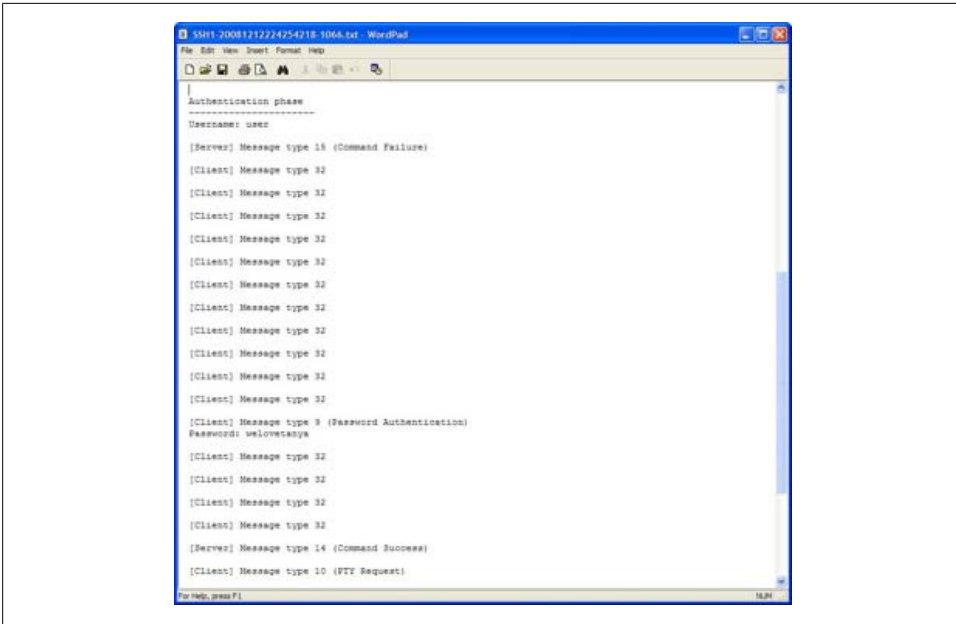 SSH1-20081212224254218-1066.txt - WordPad
File Edit View Insert Format Help
Authentication phase
----------------------
Username: user
[Server] Message type 15 (Command Failure)
[Client] Message type 32
[Client] Message type 32
[Client] Message type 32
[Client] Message type 32
[Client] Message type 32
[Client] Message type 32
[Client] Message type 32
[Client] Message type 32
[Client] Message type 32
[Client] Message type 32
[Client] Message type 32
[Client] Message type 9 (Password Authentication)
Password: welovetanya
[Client] Message type 32
[Client] Message type 32
[Client] Message type 32
[Client] Message type 32
[Server] Message type 14 (Command Success)
[Client] Message type 10 (PTY Request)
For Help, press F1
NUM